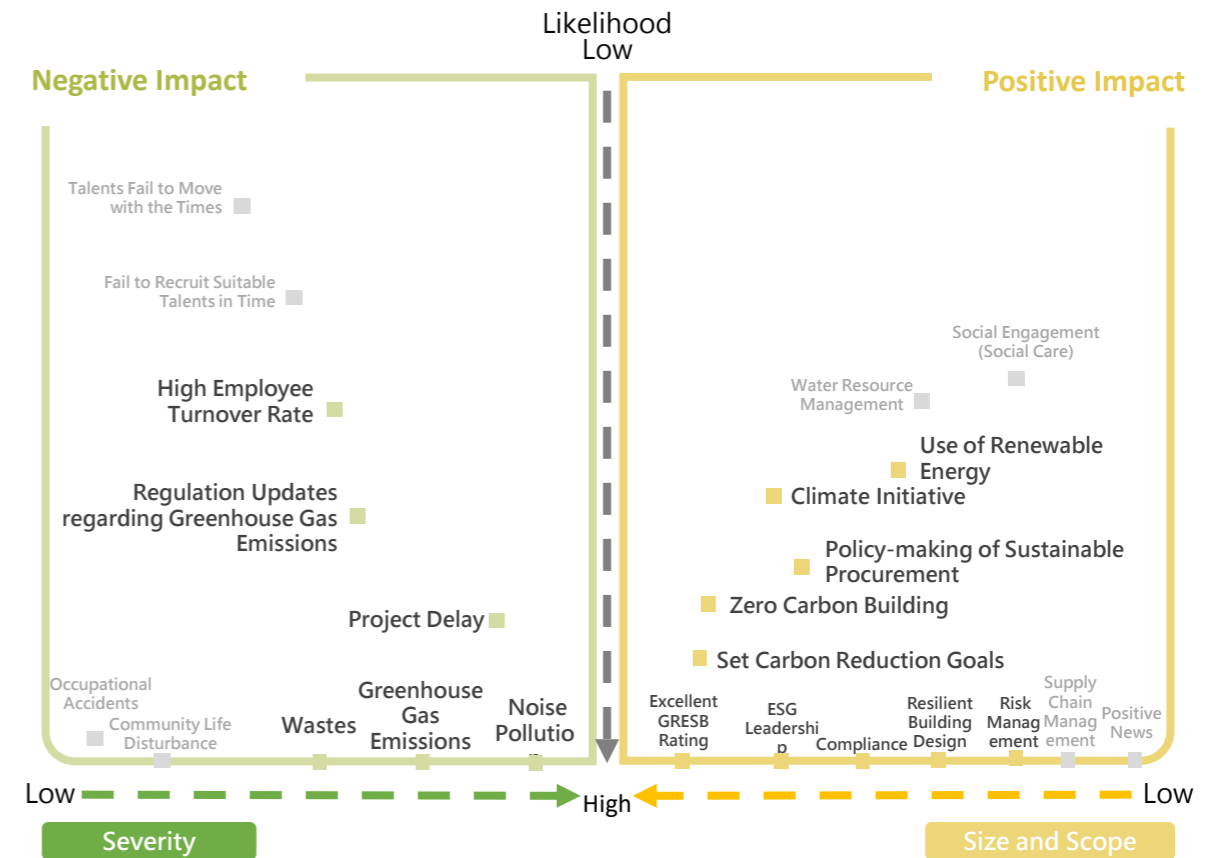 Likelihood
Low
Negative Impact
Positive Impact
Talents Fail to Move
with the Times
Fail to Recruit Suitable
Talents in Time
High Employee
Turnover Rate
Regulation Updates
regarding Greenhouse Gas
Emissions
Project Delay
Occupational
Accidents
Community Life
Disturbance
Wastes
Greenhouse
Gas
Emissions
Noise
Pollutio
n
Social Engagement
(Social Care)
Water Resource
Management
Use of Renewable
Energy
Climate Initiative
Policy-making of Sustainable
Procurement
Zero Carbon Building
Set Carbon Reduction Goals
Excellent
GRESB
Rating
ESG
Leadershi
p
Compliance
Resilient
Building
Design
Risk
Manag
ement
Supply
Chain
Manag
ement
Positive
News
Low
High
Low
Severity
Size and Scope